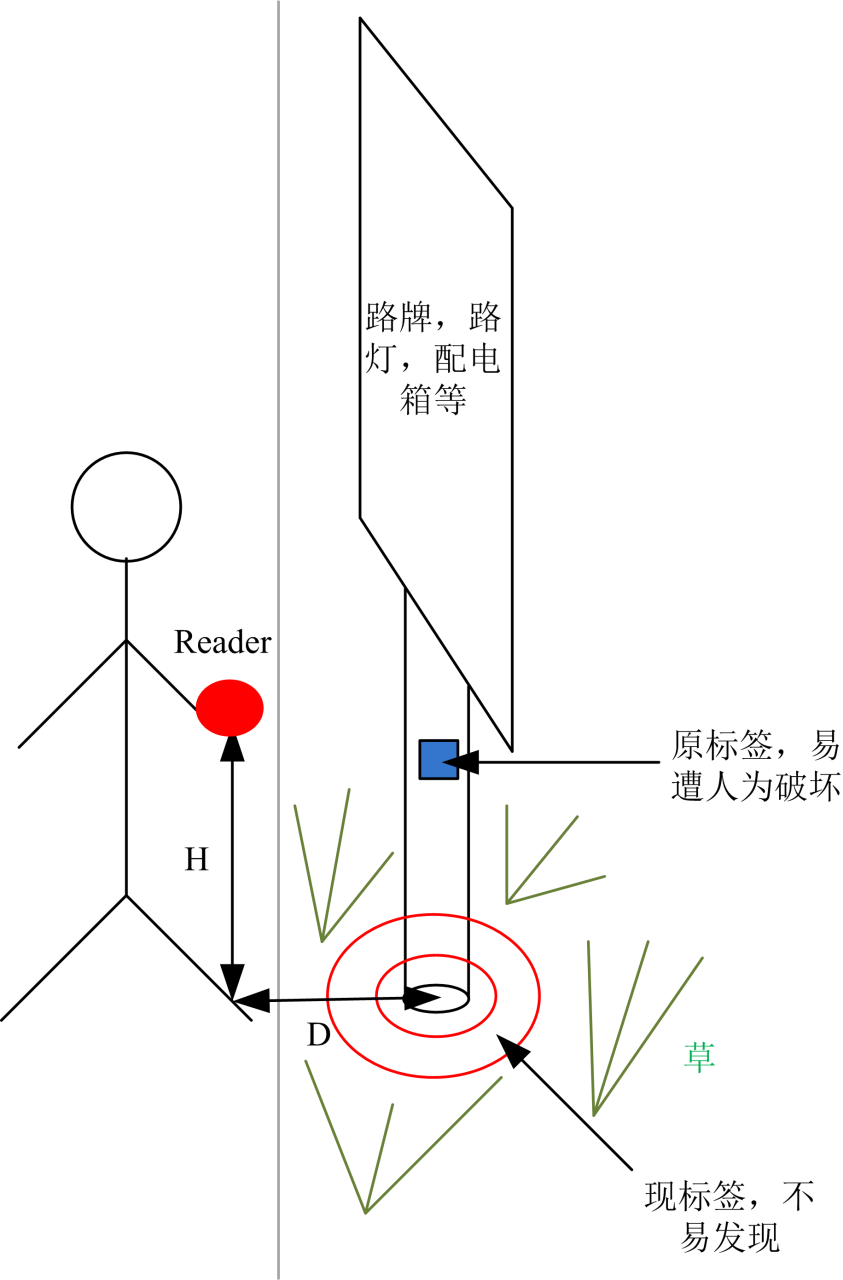 路牌，路
灯，配电
箱等
Reader
原标签，易
遭人为破坏
H
D
草
现标签，不
易发现